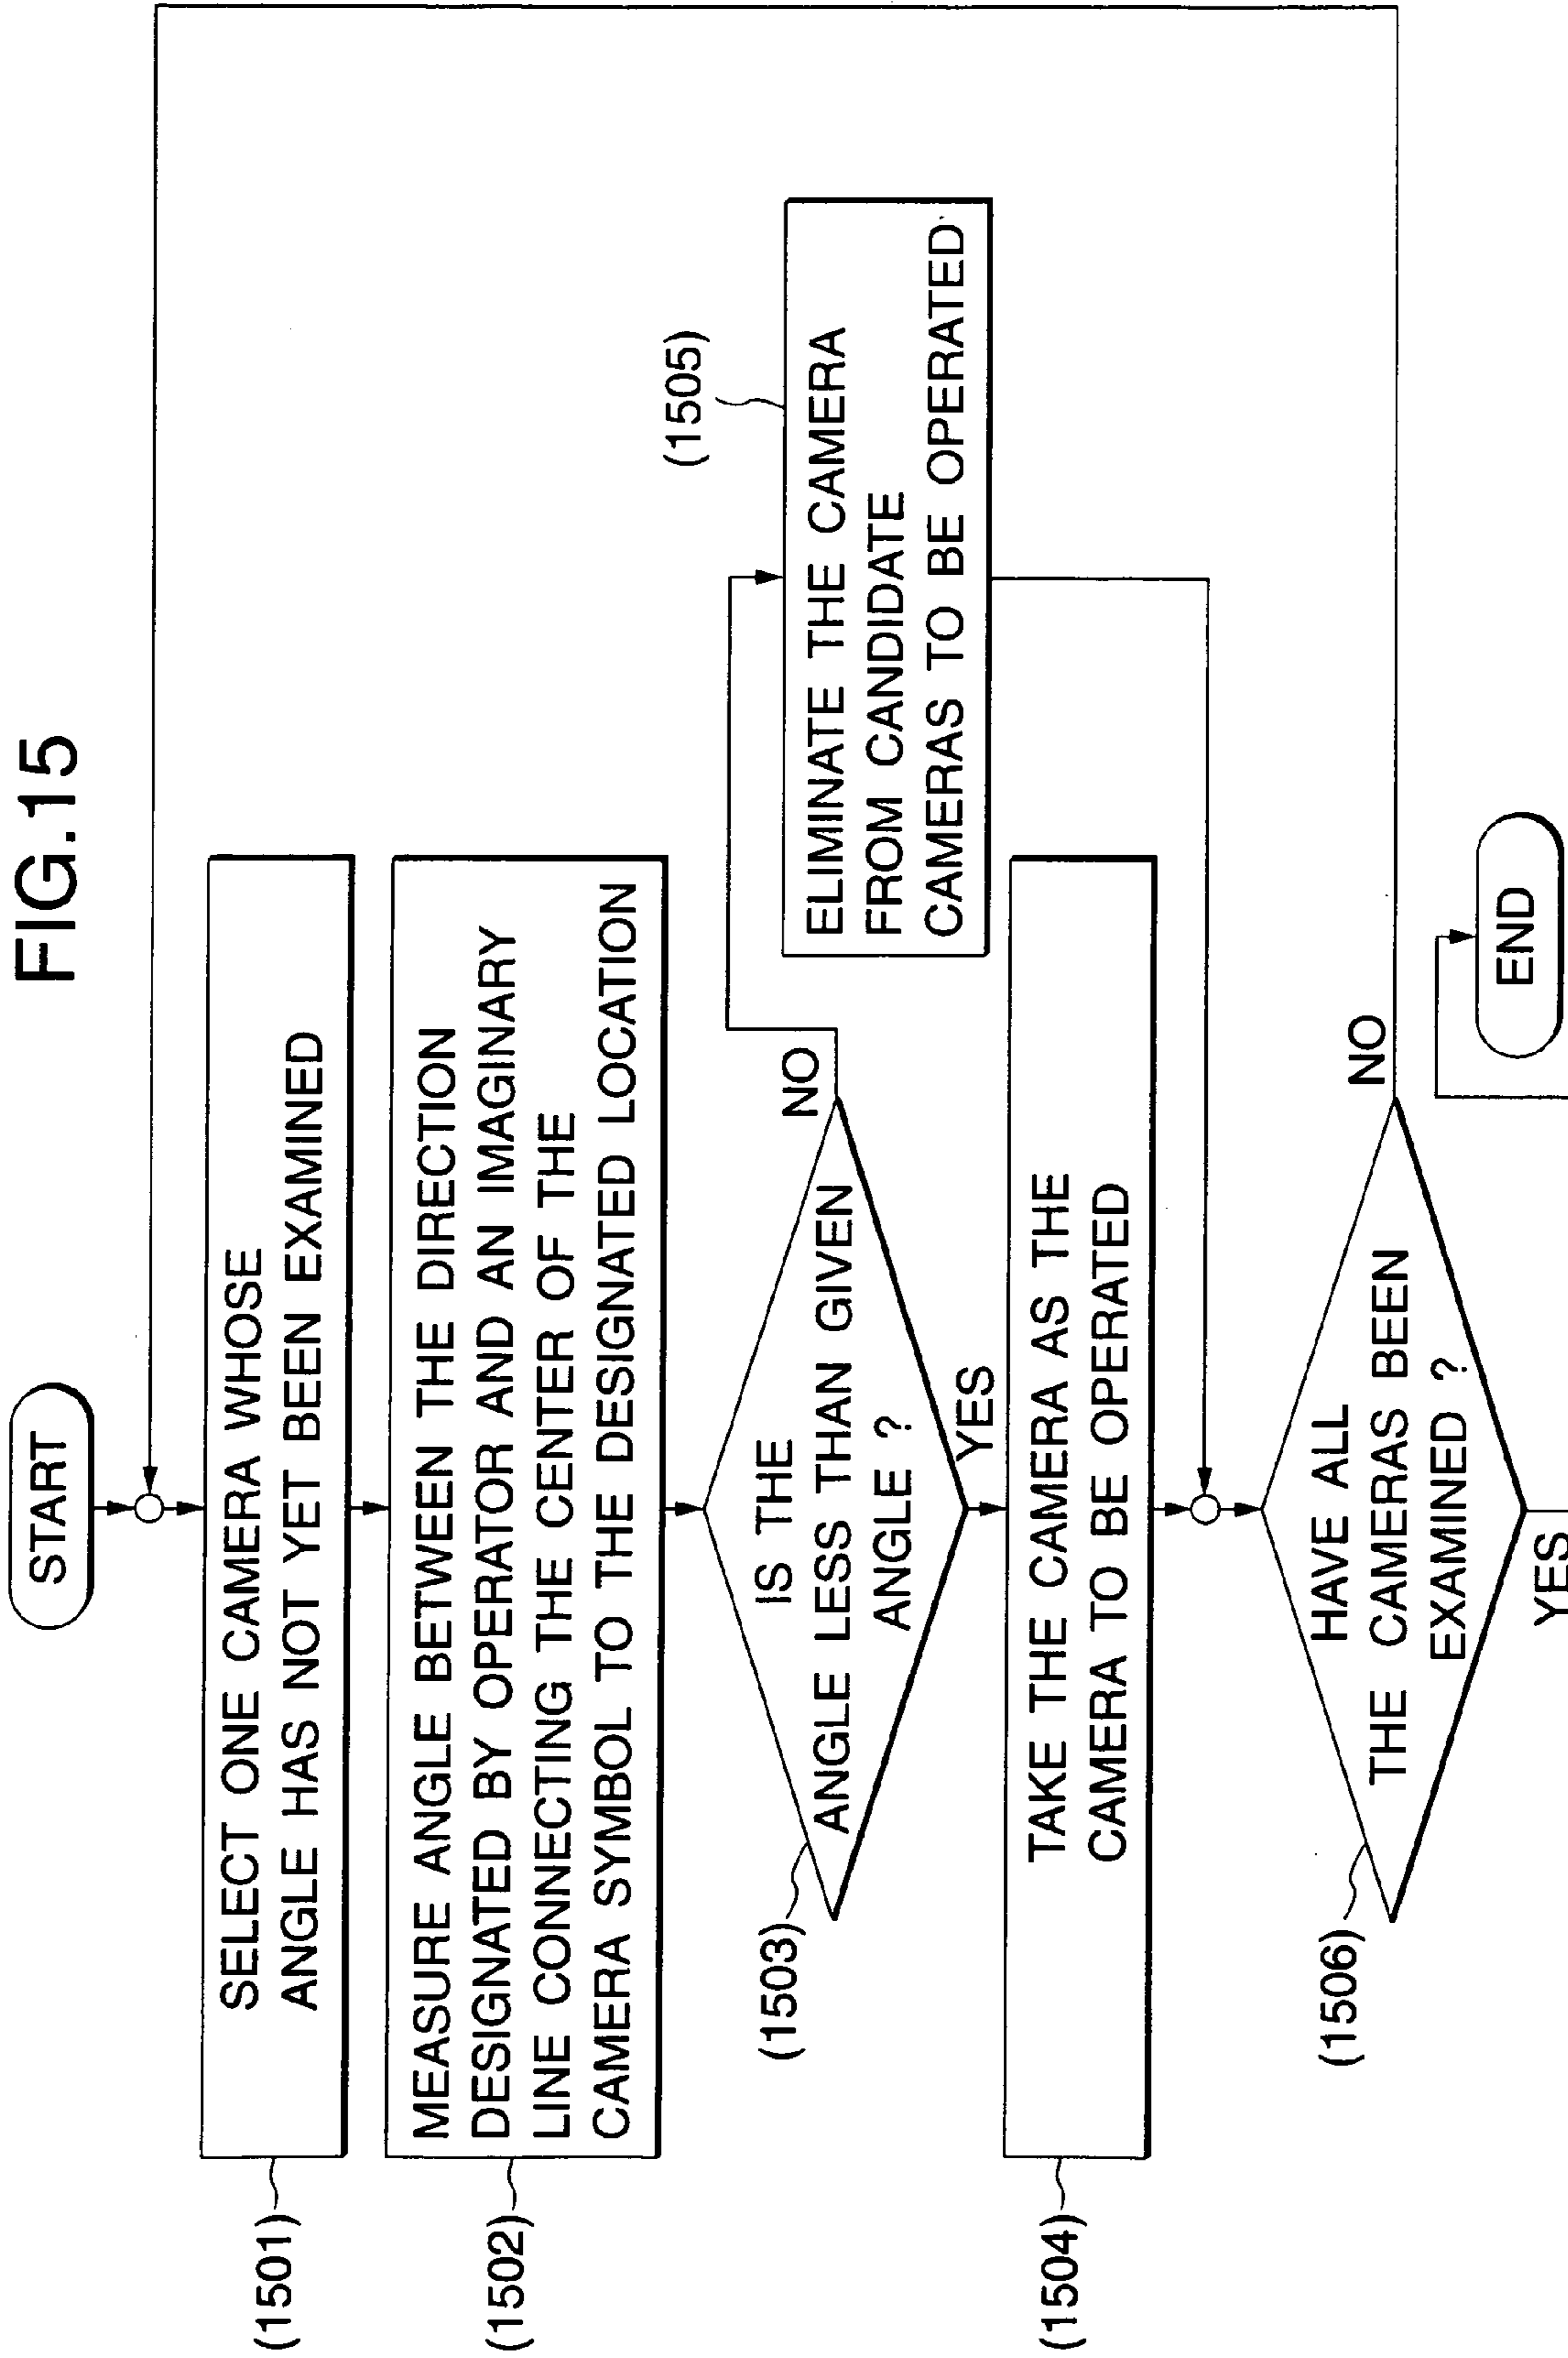 FIG.15
START
(1501)
SELECT ONE CAMERA WHOSE
ANGLE HAS NOT YET BEEN EXAMINED
(1502)
MEASURE ANGLE BETWEEN THE DIRECTION
DESIGNATED BY OPERATOR AND AN IMAGINARY
LINE CONNECTING THE CENTER OF THE
CAMERA SYMBOL TO THE DESIGNATED LOCATION
(1503)
IS THE
ANGLE LESS THAN GIVEN
ANGLE ?
NO
YES
(1505)
ELIMINATE THE CAMERA
FROM CANDIDATE
CAMERAS TO BE OPERATED
(1504)
TAKE THE CAMERA AS THE
CAMERA TO BE OPERATED
(1506)
HAVE ALL
THE CAMERAS BEEN
EXAMINED ?
NO
YES
END